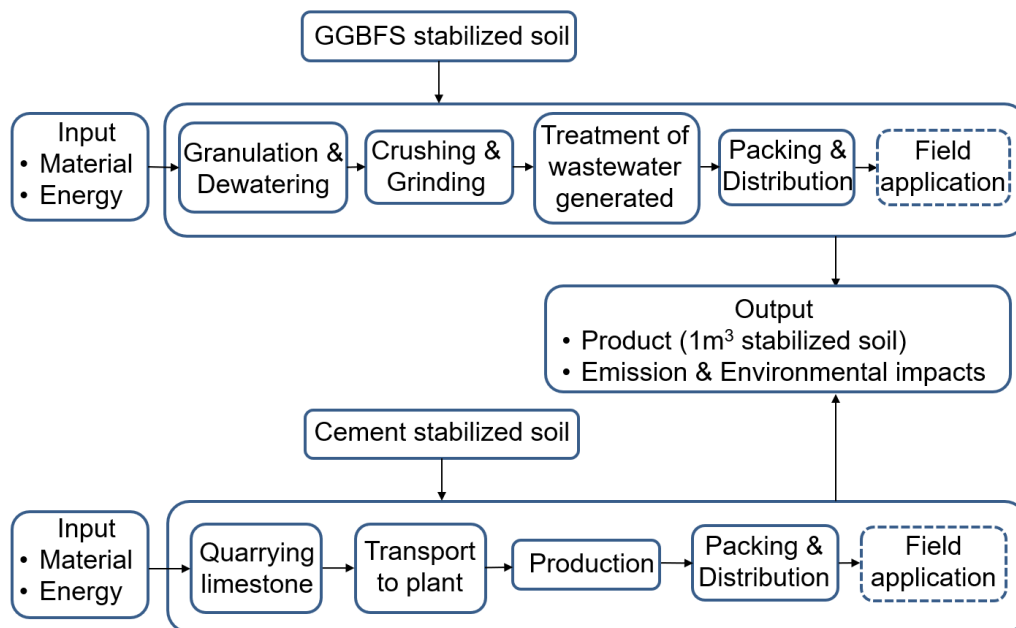 GGBFS stabilized soil
Input
• Material
• Energy
Granulation &
Dewatering
Crushing &
Grinding
Treatment of
wastewater
generated
Packing &
Distribution
Field
application
Output
• Product (1m³ stabilized soil)
• Emission & Environmental impacts
Cement stabilized soil
Input
• Material
• Energy
Quarrying
limestone
Transport
to plant
Production
Packing &
Distribution
Field
application